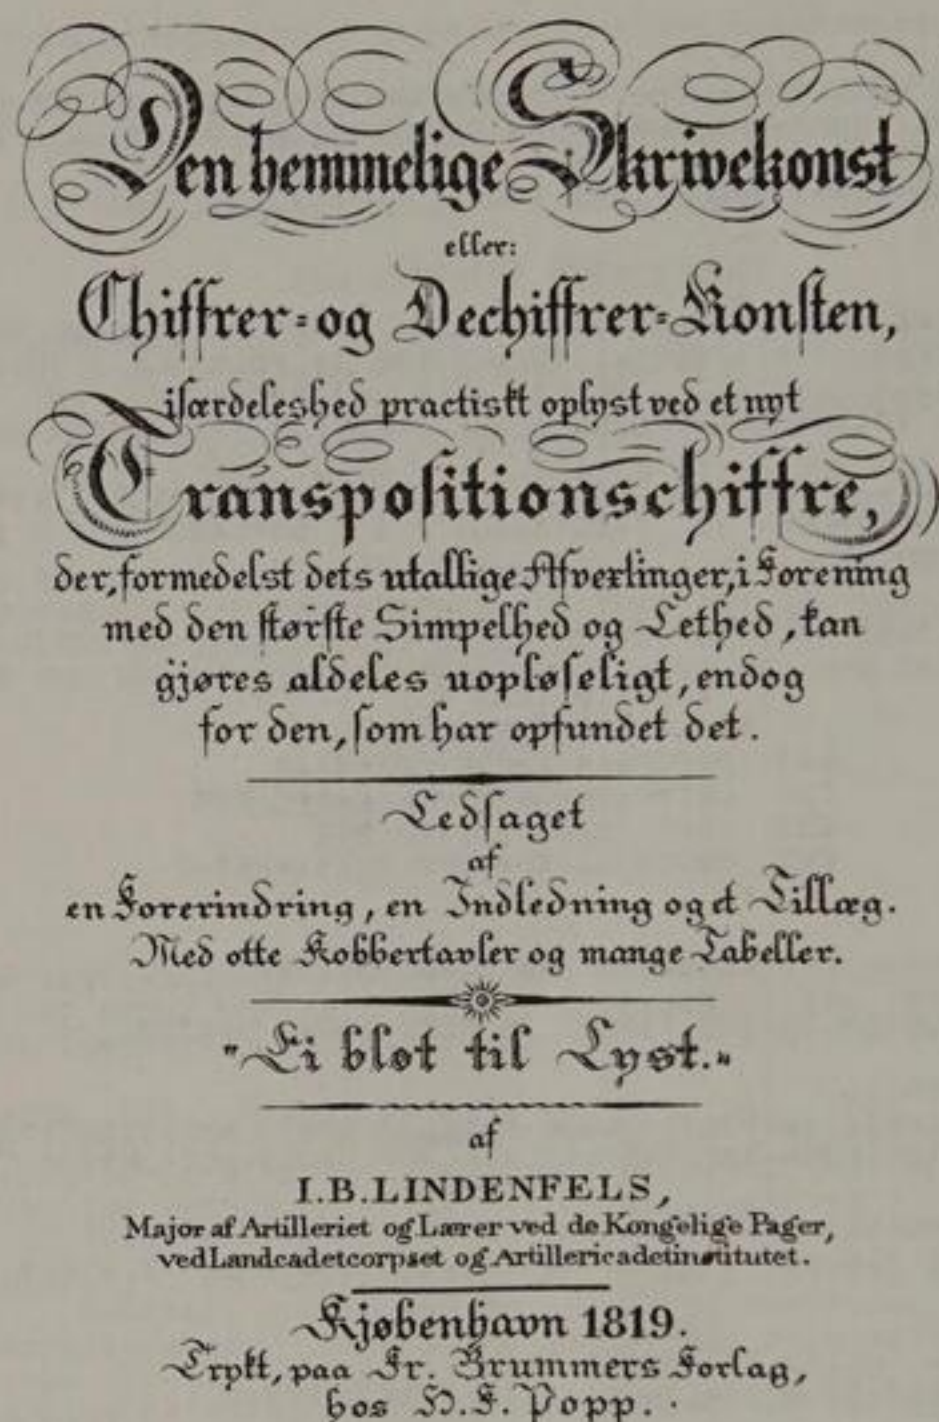 Den hemmelige Skrivekonst
eller:
Chiffrer=og Dechiffrer=Konsten,
isærdeleshed practiskt oplyst ved et nyt
Transpositionschiffre,
der, formedelst dets utallige Afvexlinger, i Forening
med den største Simpelhed og Lethed, kan
gjøres aldeles uopløseligt, endog
for den, som har opfundet det.
Ledsaget
af
en Forerindring, en Indledning og et Tillæg.
Med otte Kobbertavler og mange Tabeller.
"Ei blot til Lyst."
af
I.B.LINDENFELS,
Major af Artilleriet og Lærer ved de Kongelige Pager,
ved Landcadetcorpset og Artilleriecadetinstitutet.
Kjøbenhavn 1819.
Trykt, paa Fr. Brummers Forlag,
hos H.F. Popp.